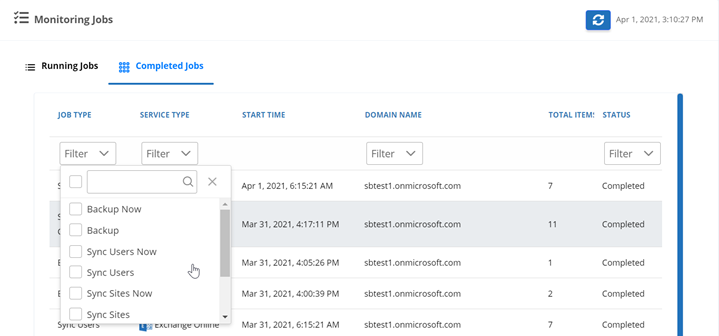 Monitoring Jobs
Apr 1, 2021, 3:10:27 PM
Running Jobs
Completed Jobs
JOB TYPE SERVICE TYPE START TIME DOMAIN NAME TOTAL ITEMS STATUS
Filter Filter Filter Filter
Apr 1, 2021, 6:15:21 AM sbtest1.onmicrosoft.com 7 Completed
Backup Now
Mar 31, 2021, 4:17:11 PM sbtest1.onmicrosoft.com 11 Completed
Backup
Sync Users Now
Mar 31, 2021, 4:05:26 PM sbtest1.onmicrosoft.com 1 Completed
Sync Users
Sync Sites Now
Mar 31, 2021, 4:00:39 PM sbtest1.onmicrosoft.com 2 Completed
Sync Sites
Sync Users Exchange Online Mar 31, 2021, 6:15:21 AM sbtest1.onmicrosoft.com 7 Completed